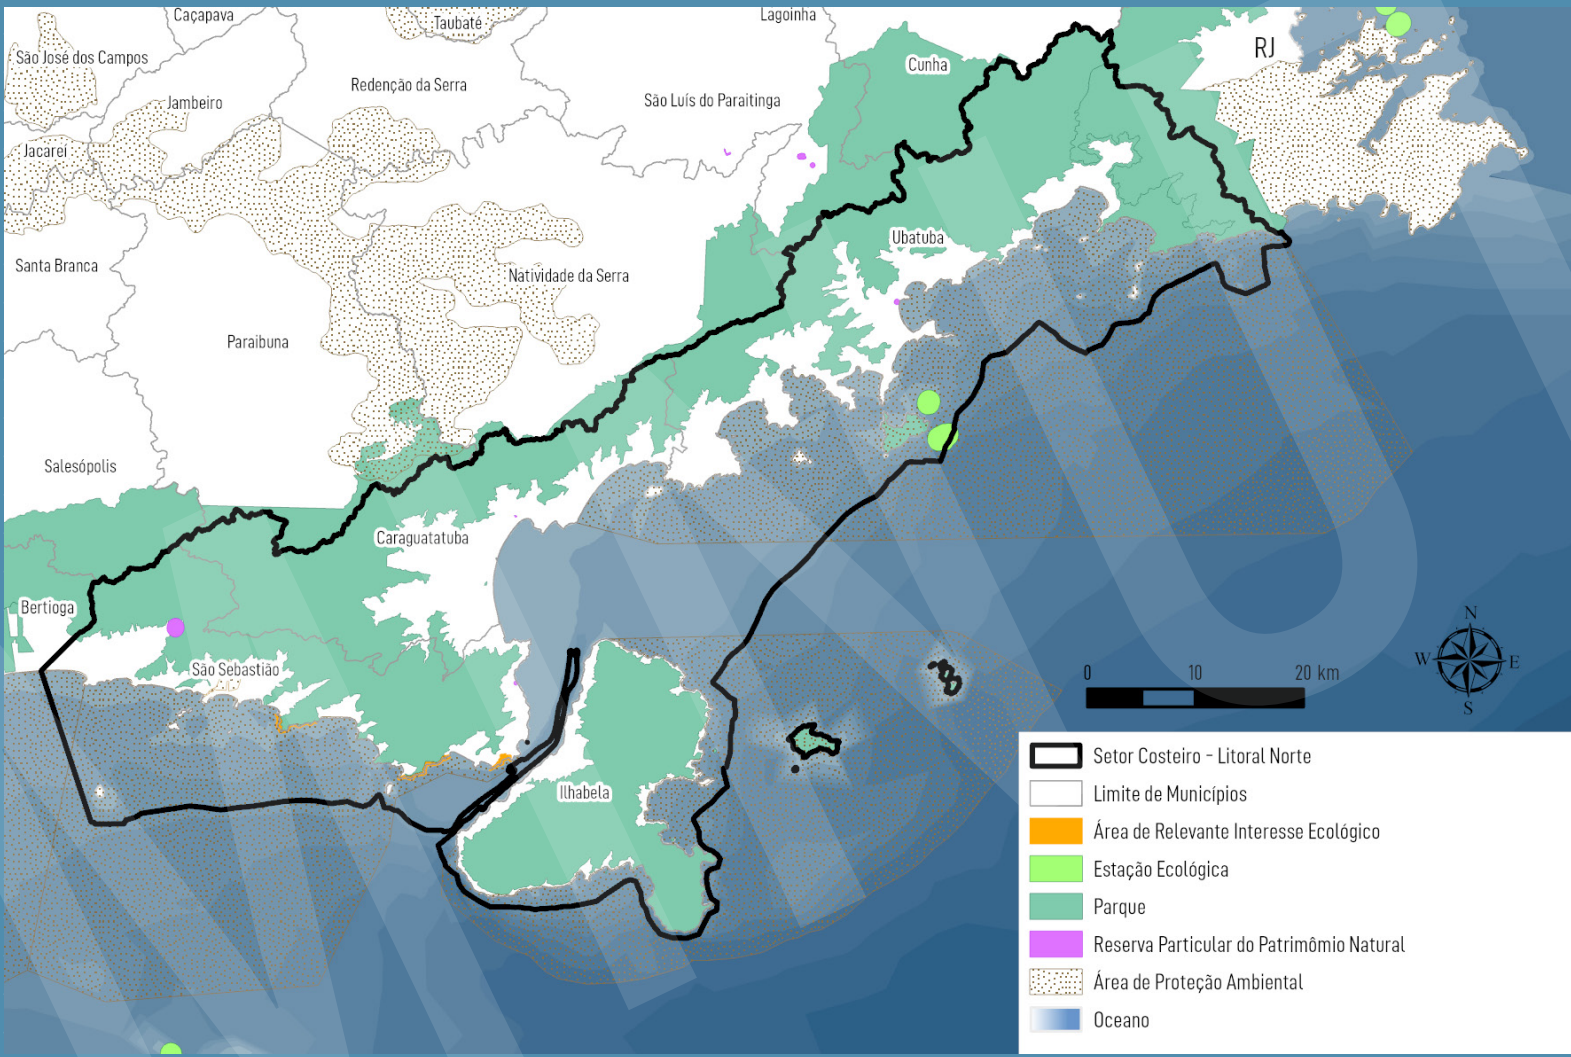 Caçapava
Taubaté
Lagoinha
São José dos Campos
Cunha
RJ
Redenção da Serra
Jambeiro
São Luís do Paraitinga
Jacareí
Ubatuba
Santa Branca
Natividade da Serra
Paraibuna
Salesópolis
Caraguatatuba
Bertioga
São Sebastião
Ilhabela
N
W
E
S
0
10
20 km
Setor Costeiro - Litoral Norte
Limite de Municípios
Área de Relevante Interesse Ecológico
Estação Ecológica
Parque
Reserva Particular do Patrimômio Natural
Área de Proteção Ambiental
Oceano